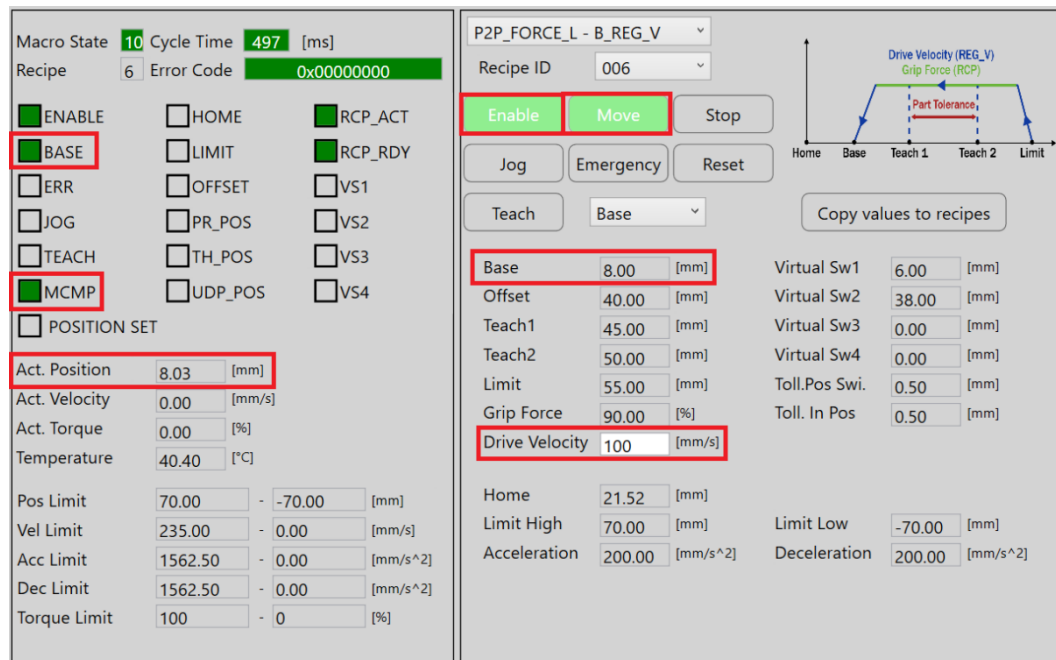 Macro State 10 Cycle Time 497 [ms]
Recipe 6 Error Code 0x00000000
ENABLE HOME RCP_ACT
BASE LIMIT RCP_RDY
ERR OFFSET VS1
JOG PR_POS VS2
TEACH TH_POS VS3
MCMP UDP_POS VS4
POSITION SET
Act. Position 8.03 [mm]
Act. Velocity 0.00 [mm/s]
Act. Torque 0.00 [%]
Temperature 40.40 [°C]
Pos Limit 70.00 - -70.00 [mm]
Vel Limit 235.00 - 0.00 [mm/s]
Acc Limit 1562.50 - 0.00 [mm/s^2]
Dec Limit 1562.50 - 0.00 [mm/s^2]
Torque Limit 100 - 0 [%]
P2P_FORCE_L - B_REG_V
Recipe ID 006
Enable Move Stop
Jog Emergency Reset
Teach Base Copy values to recipes
Drive Velocity (REG_V)
Grip Force (RCP)
Part Tolerance
Home Base Teach 1 Teach 2 Limit
Base 8.00 [mm] Virtual Sw1 6.00 [mm]
Offset 40.00 [mm] Virtual Sw2 38.00 [mm]
Teach1 45.00 [mm] Virtual Sw3 0.00 [mm]
Teach2 50.00 [mm] Virtual Sw4 0.00 [mm]
Limit 55.00 [mm] Toll.Pos Swi. 0.50 [mm]
Grip Force 90.00 [%] Toll. In Pos 0.50 [mm]
Drive Velocity 100 [mm/s]
Home 21.52 [mm]
Limit High 70.00 [mm] Limit Low -70.00 [mm]
Acceleration 200.00 [mm/s^2] Deceleration 200.00 [mm/s^2]